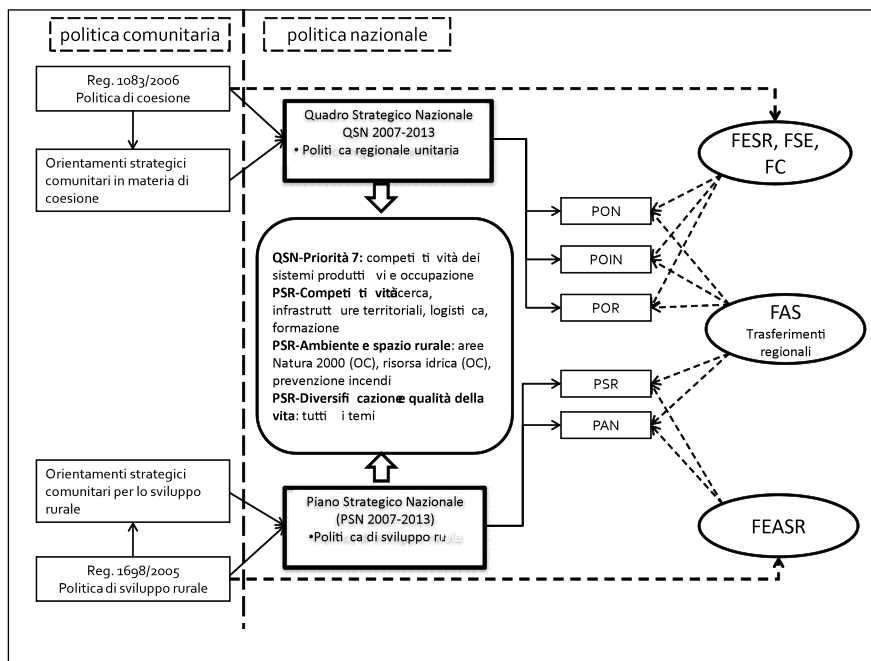 politica comunitaria
politica nazionale
Reg. 1083/2006
Politica di coesione
Orientamenti strategici
comunitari in materia di
coesione
Quadro Strategico Nazionale
QSN 2007-2013
• Politi ca regionale unitaria
QSN-Priorità 7: competi ti vità dei
sistemi produtti vi e occupazione
PSR-Competi ti vità cerca,
infrastrutt ure territoriali, logisti ca,
formazione
PSR-Ambiente e spazio rurale: aree
Natura 2000 (OC), risorsa idrica (OC),
prevenzione incendi
PSR-Diversifi cazione e qualità della
vita: tutti i temi
Orientamenti strategici
comunitari per lo sviluppo
rurale
Reg. 1698/2005
Politica di sviluppo rurale
Piano Strategico Nazionale
(PSN 2007-2013)
•Politi ca di sviluppo ru
PON
POIN
POR
PSR
PAN
FESR, FSE,
FC
FAS
Trasferimenti
regionali
FEASR